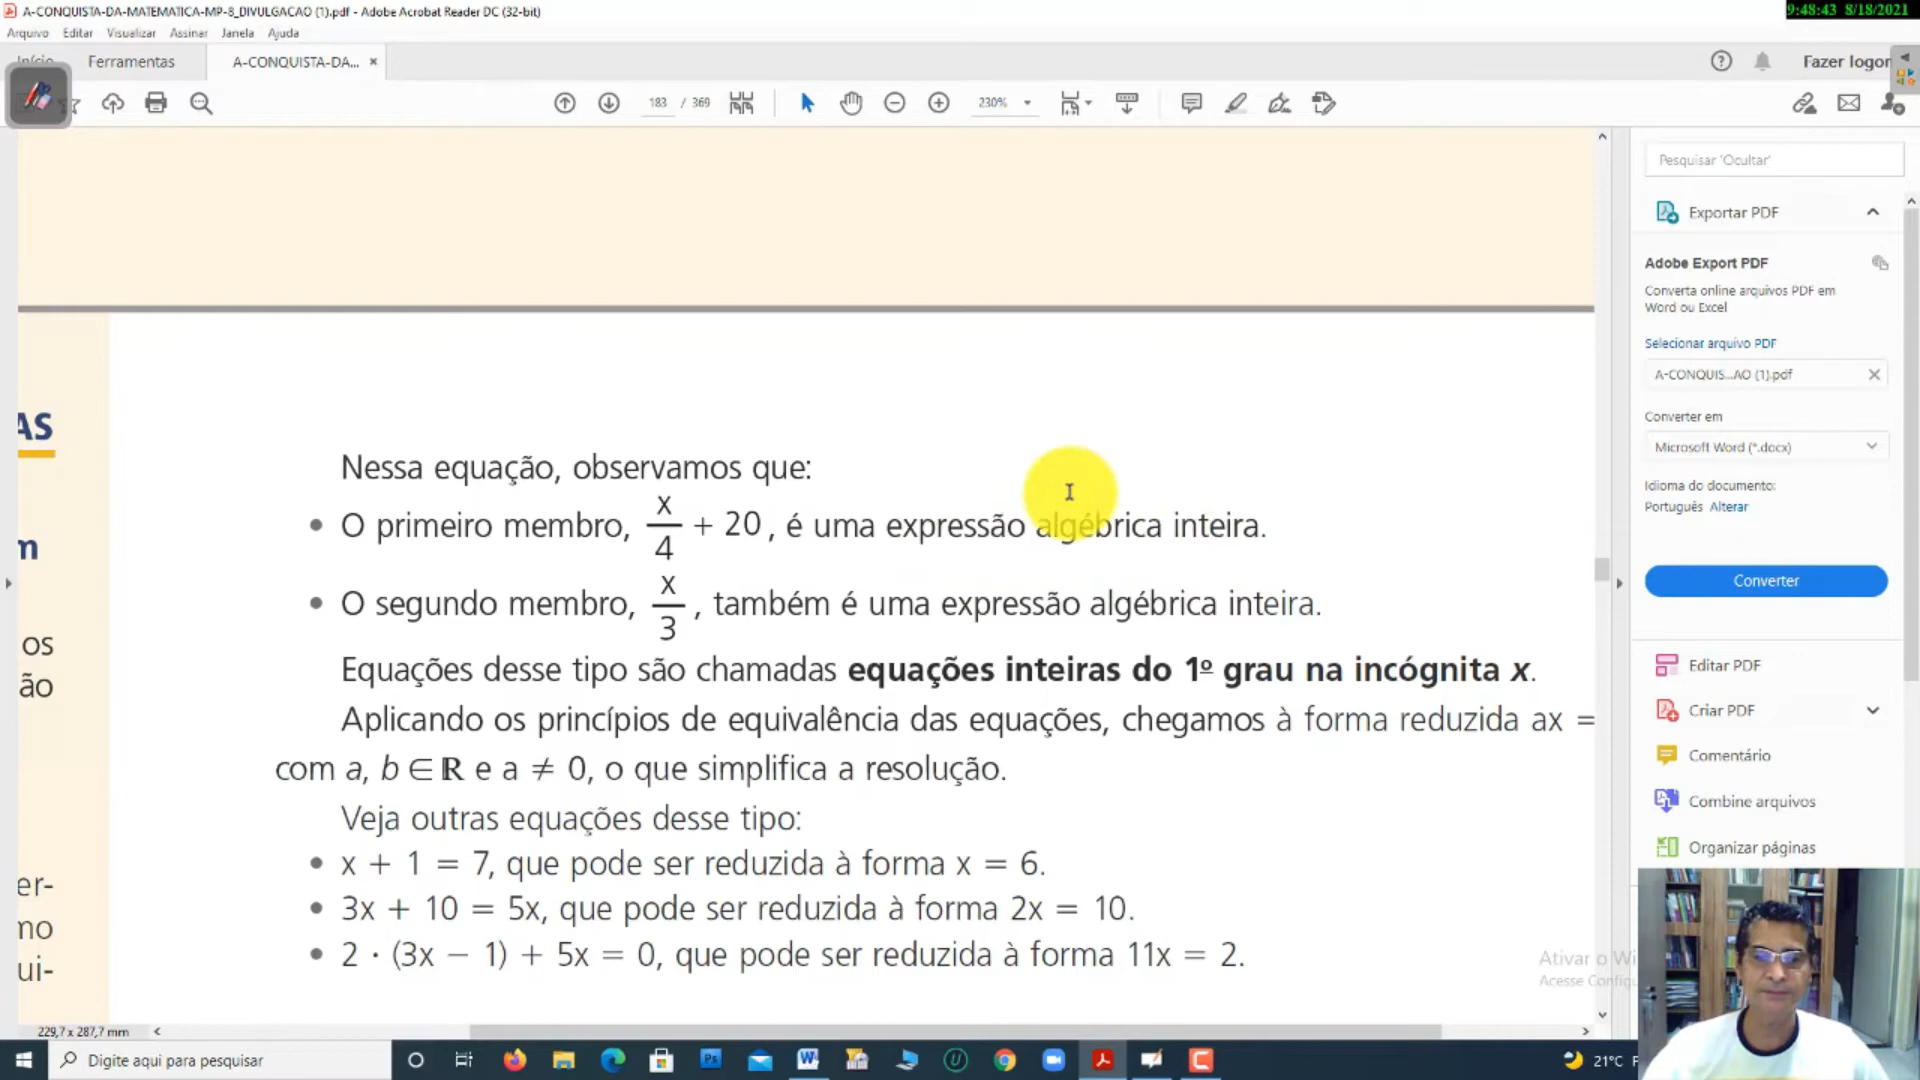 A-CONQUISTA-DA-MATEMATICA-MP-8_DIVULGACAO (1).pdf - Adobe Acrobat Reader DC (32-bit)
9:48:43 8/18/2021
Arquivo Editar Visualizar Assinar Janela Ajuda
Início Ferramentas A-CONQUISTA-DA... × Fazer logor
183 / 369 230%
Pesquisar 'Ocultar'
Exportar PDF
Adobe Export PDF
Converta online arquivos PDF em
Word ou Excel
Selecionar arquivo PDF
A-CONQUIS...AO (1).pdf
Converter em
Microsoft Word (*.docx)
Idioma do documento:
Português Alterar
Converter
Editar PDF
Criar PDF
Comentário
Combine arquivos
Organizar páginas
AS
m
os
ão
er-
mo
ui-
Nessa equação, observamos que:
• O primeiro membro, x/4 + 20, é uma expressão algébrica inteira.
• O segundo membro, x/3, também é uma expressão algébrica inteira.
Equações desse tipo são chamadas equações inteiras do 1º grau na incógnita x.
Aplicando os princípios de equivalência das equações, chegamos à forma reduzida ax =
com a, b ∈ ℝ e a ≠ 0, o que simplifica a resolução.
Veja outras equações desse tipo:
• x + 1 = 7, que pode ser reduzida à forma x = 6.
• 3x + 10 = 5x, que pode ser reduzida à forma 2x = 10.
• 2 · (3x − 1) + 5x = 0, que pode ser reduzida à forma 11x = 2.
Ativar o Wi
Acesse Config
229,7 x 287,7 mm
Digite aqui para pesquisar
21°C